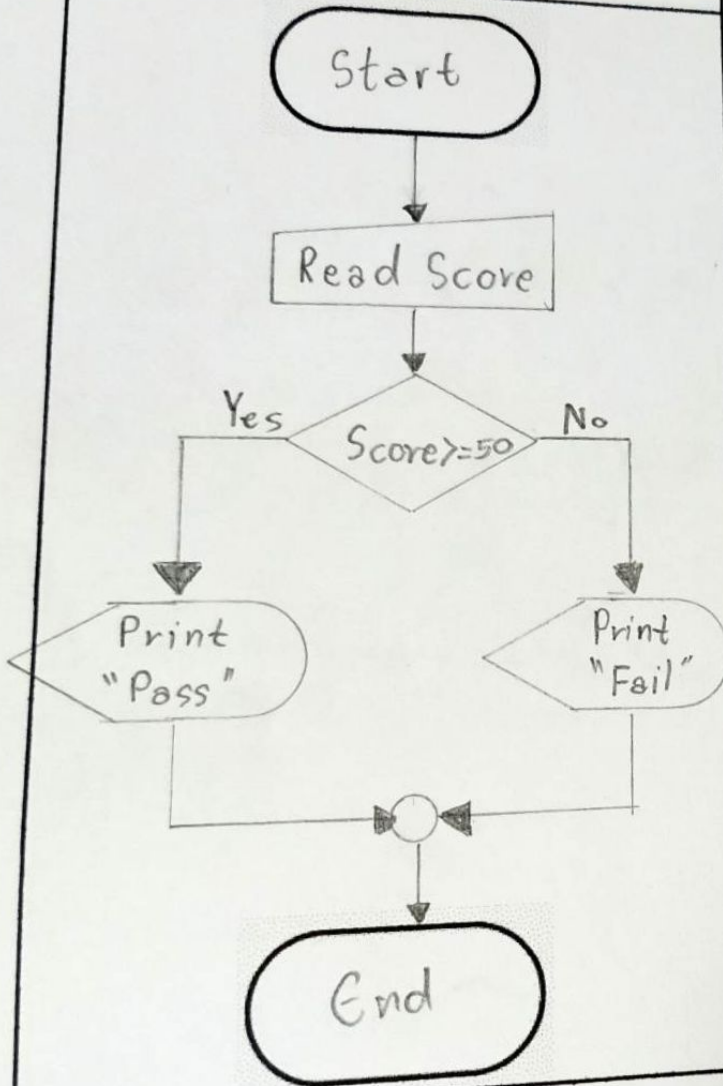 Start
Read Score
Yes
No
Score>=50
Print
"Pass"
Print
"Fail"
End